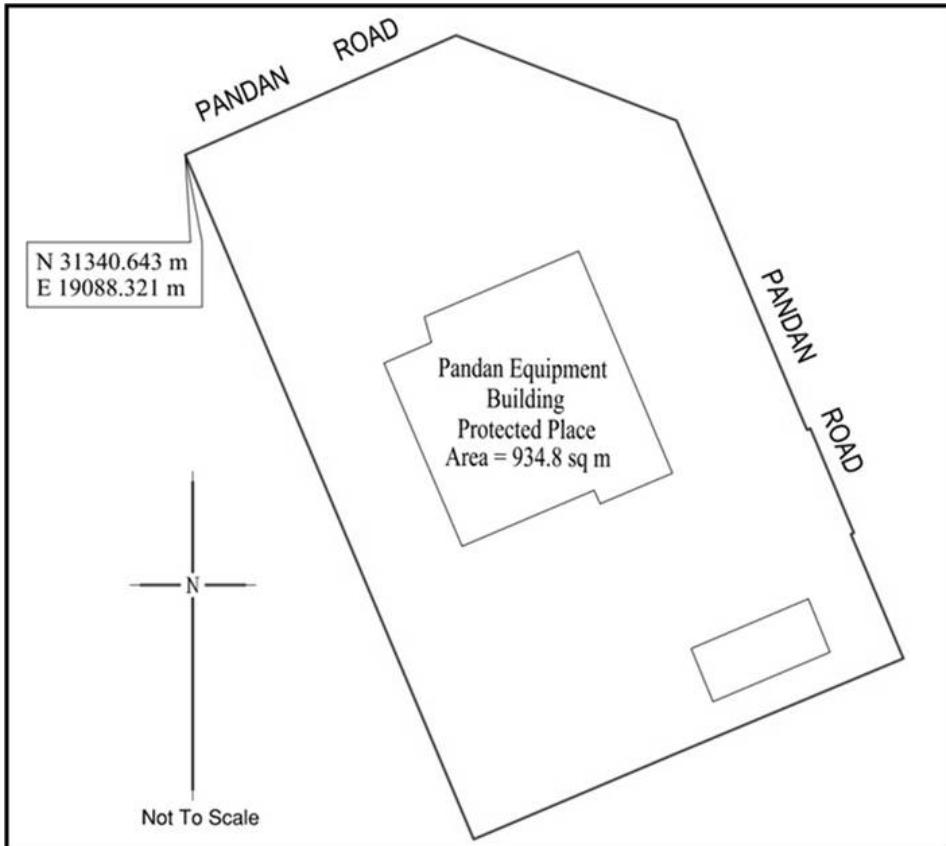 PANDAN ROAD
N 31340.643 m
E 19088.321 m
PANDAN ROAD
Pandan Equipment
Building
Protected Place
Area = 934.8 sq m
N
Not To Scale